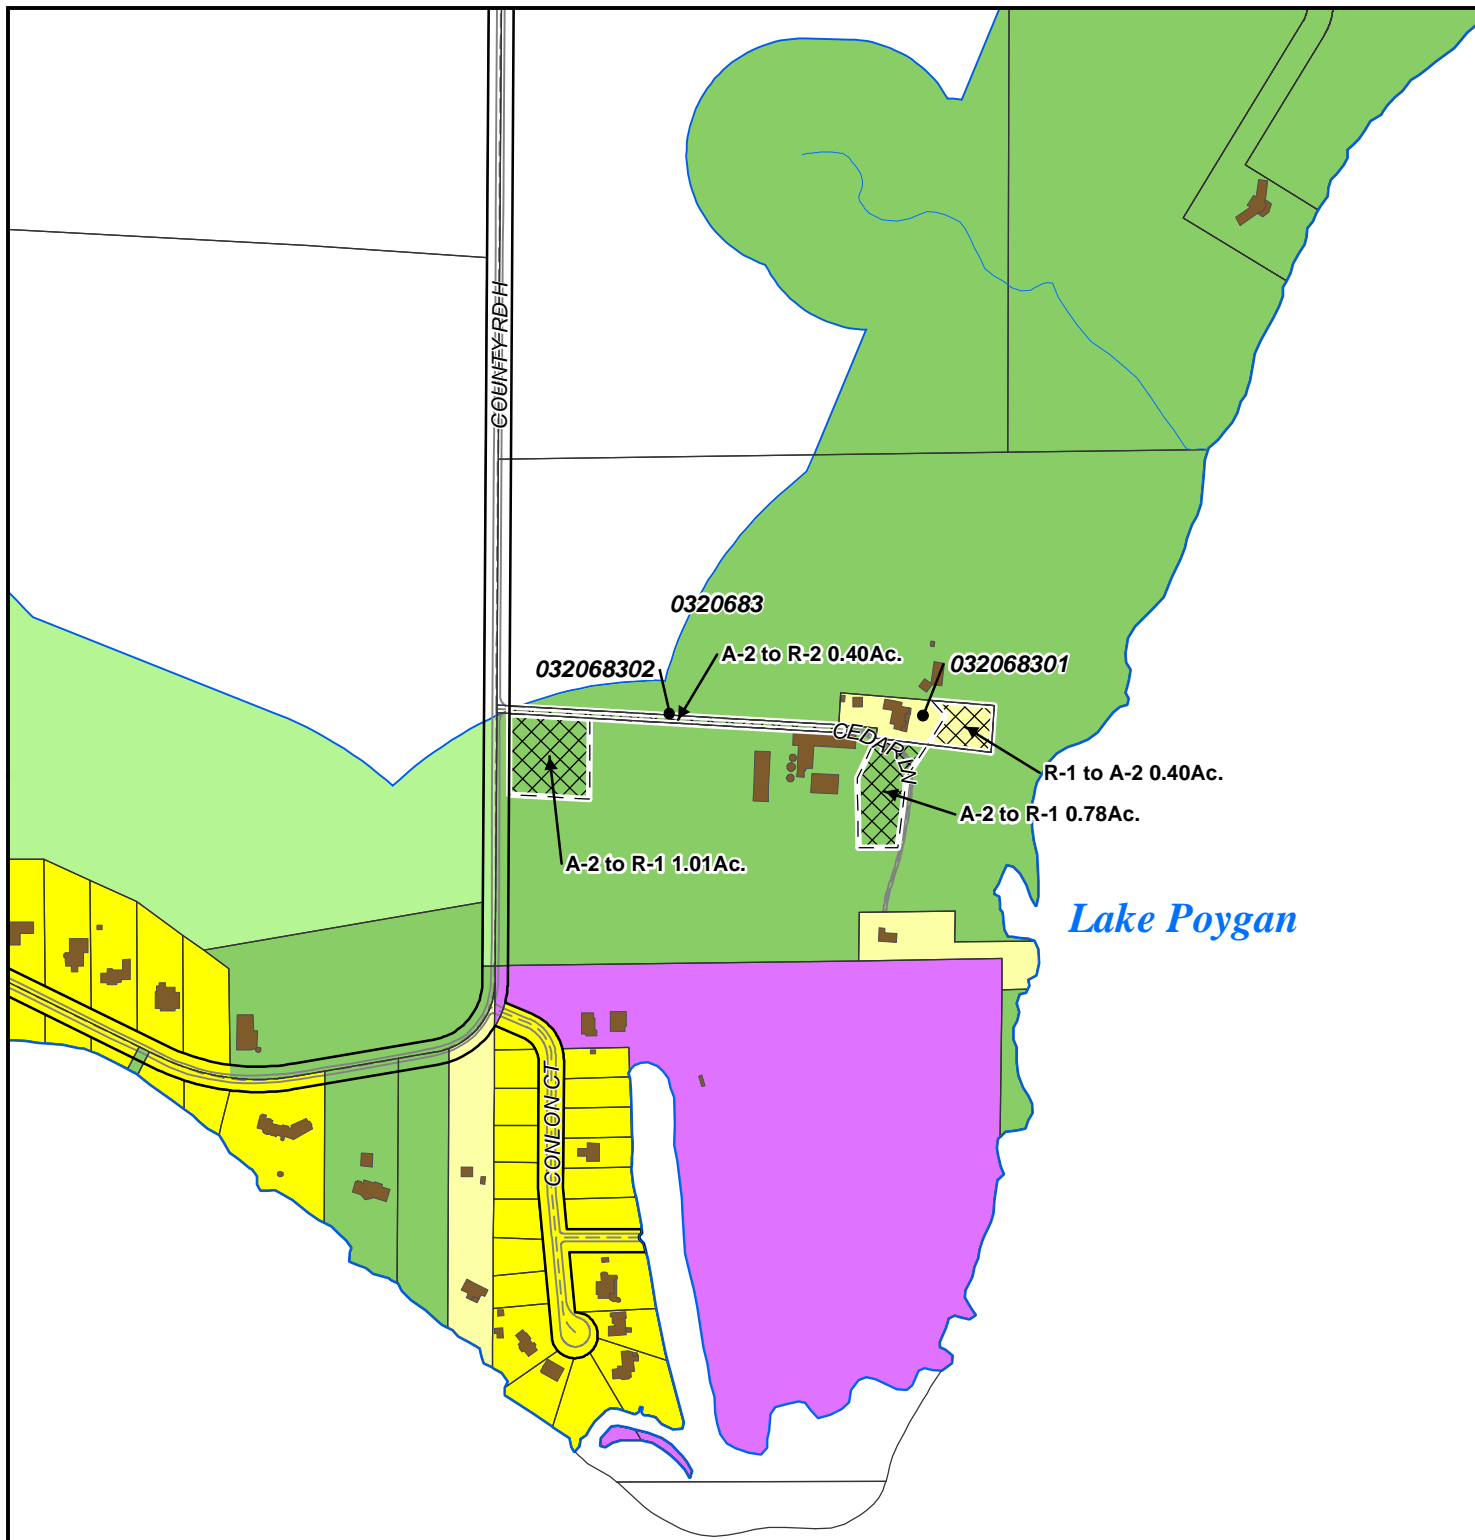 COUNTY RD H
0320683
A-2 to R-2 0.40Ac.
032068302
032068301
CEDAR LN
R-1 to A-2 0.40Ac.
A-2 to R-1 0.78Ac.
A-2 to R-1 1.01Ac.
Lake Poygan
CONLON CT